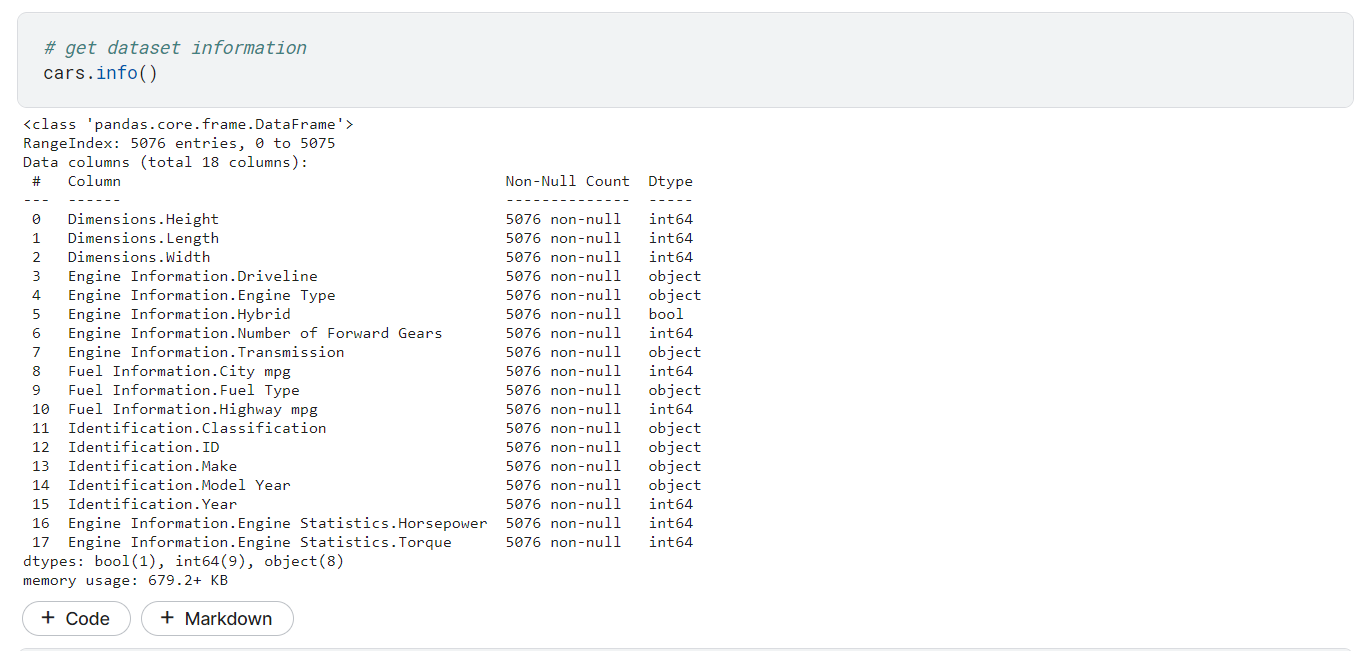 # get dataset information
cars.info()
<class 'pandas.core.frame.DataFrame'>
RangeIndex: 5076 entries, 0 to 5075
Data columns (total 18 columns):
 #   Column                                          Non-Null Count  Dtype
---  ------                                          --------------  -----
 0   Dimensions.Height                               5076 non-null   int64
 1   Dimensions.Length                               5076 non-null   int64
 2   Dimensions.Width                                5076 non-null   int64
 3   Engine Information.Driveline                    5076 non-null   object
 4   Engine Information.Engine Type                  5076 non-null   object
 5   Engine Information.Hybrid                       5076 non-null   bool
 6   Engine Information.Number of Forward Gears      5076 non-null   int64
 7   Engine Information.Transmission                 5076 non-null   object
 8   Fuel Information.City mpg                       5076 non-null   int64
 9   Fuel Information.Fuel Type                      5076 non-null   object
 10  Fuel Information.Highway mpg                    5076 non-null   int64
 11  Identification.Classification                   5076 non-null   object
 12  Identification.ID                               5076 non-null   object
 13  Identification.Make                             5076 non-null   object
 14  Identification.Model Year                       5076 non-null   object
 15  Identification.Year                             5076 non-null   int64
 16  Engine Information.Engine Statistics.Horsepower 5076 non-null   int64
 17  Engine Information.Engine Statistics.Torque     5076 non-null   int64
dtypes: bool(1), int64(9), object(8)
memory usage: 679.2+ KB
+ Code + Markdown